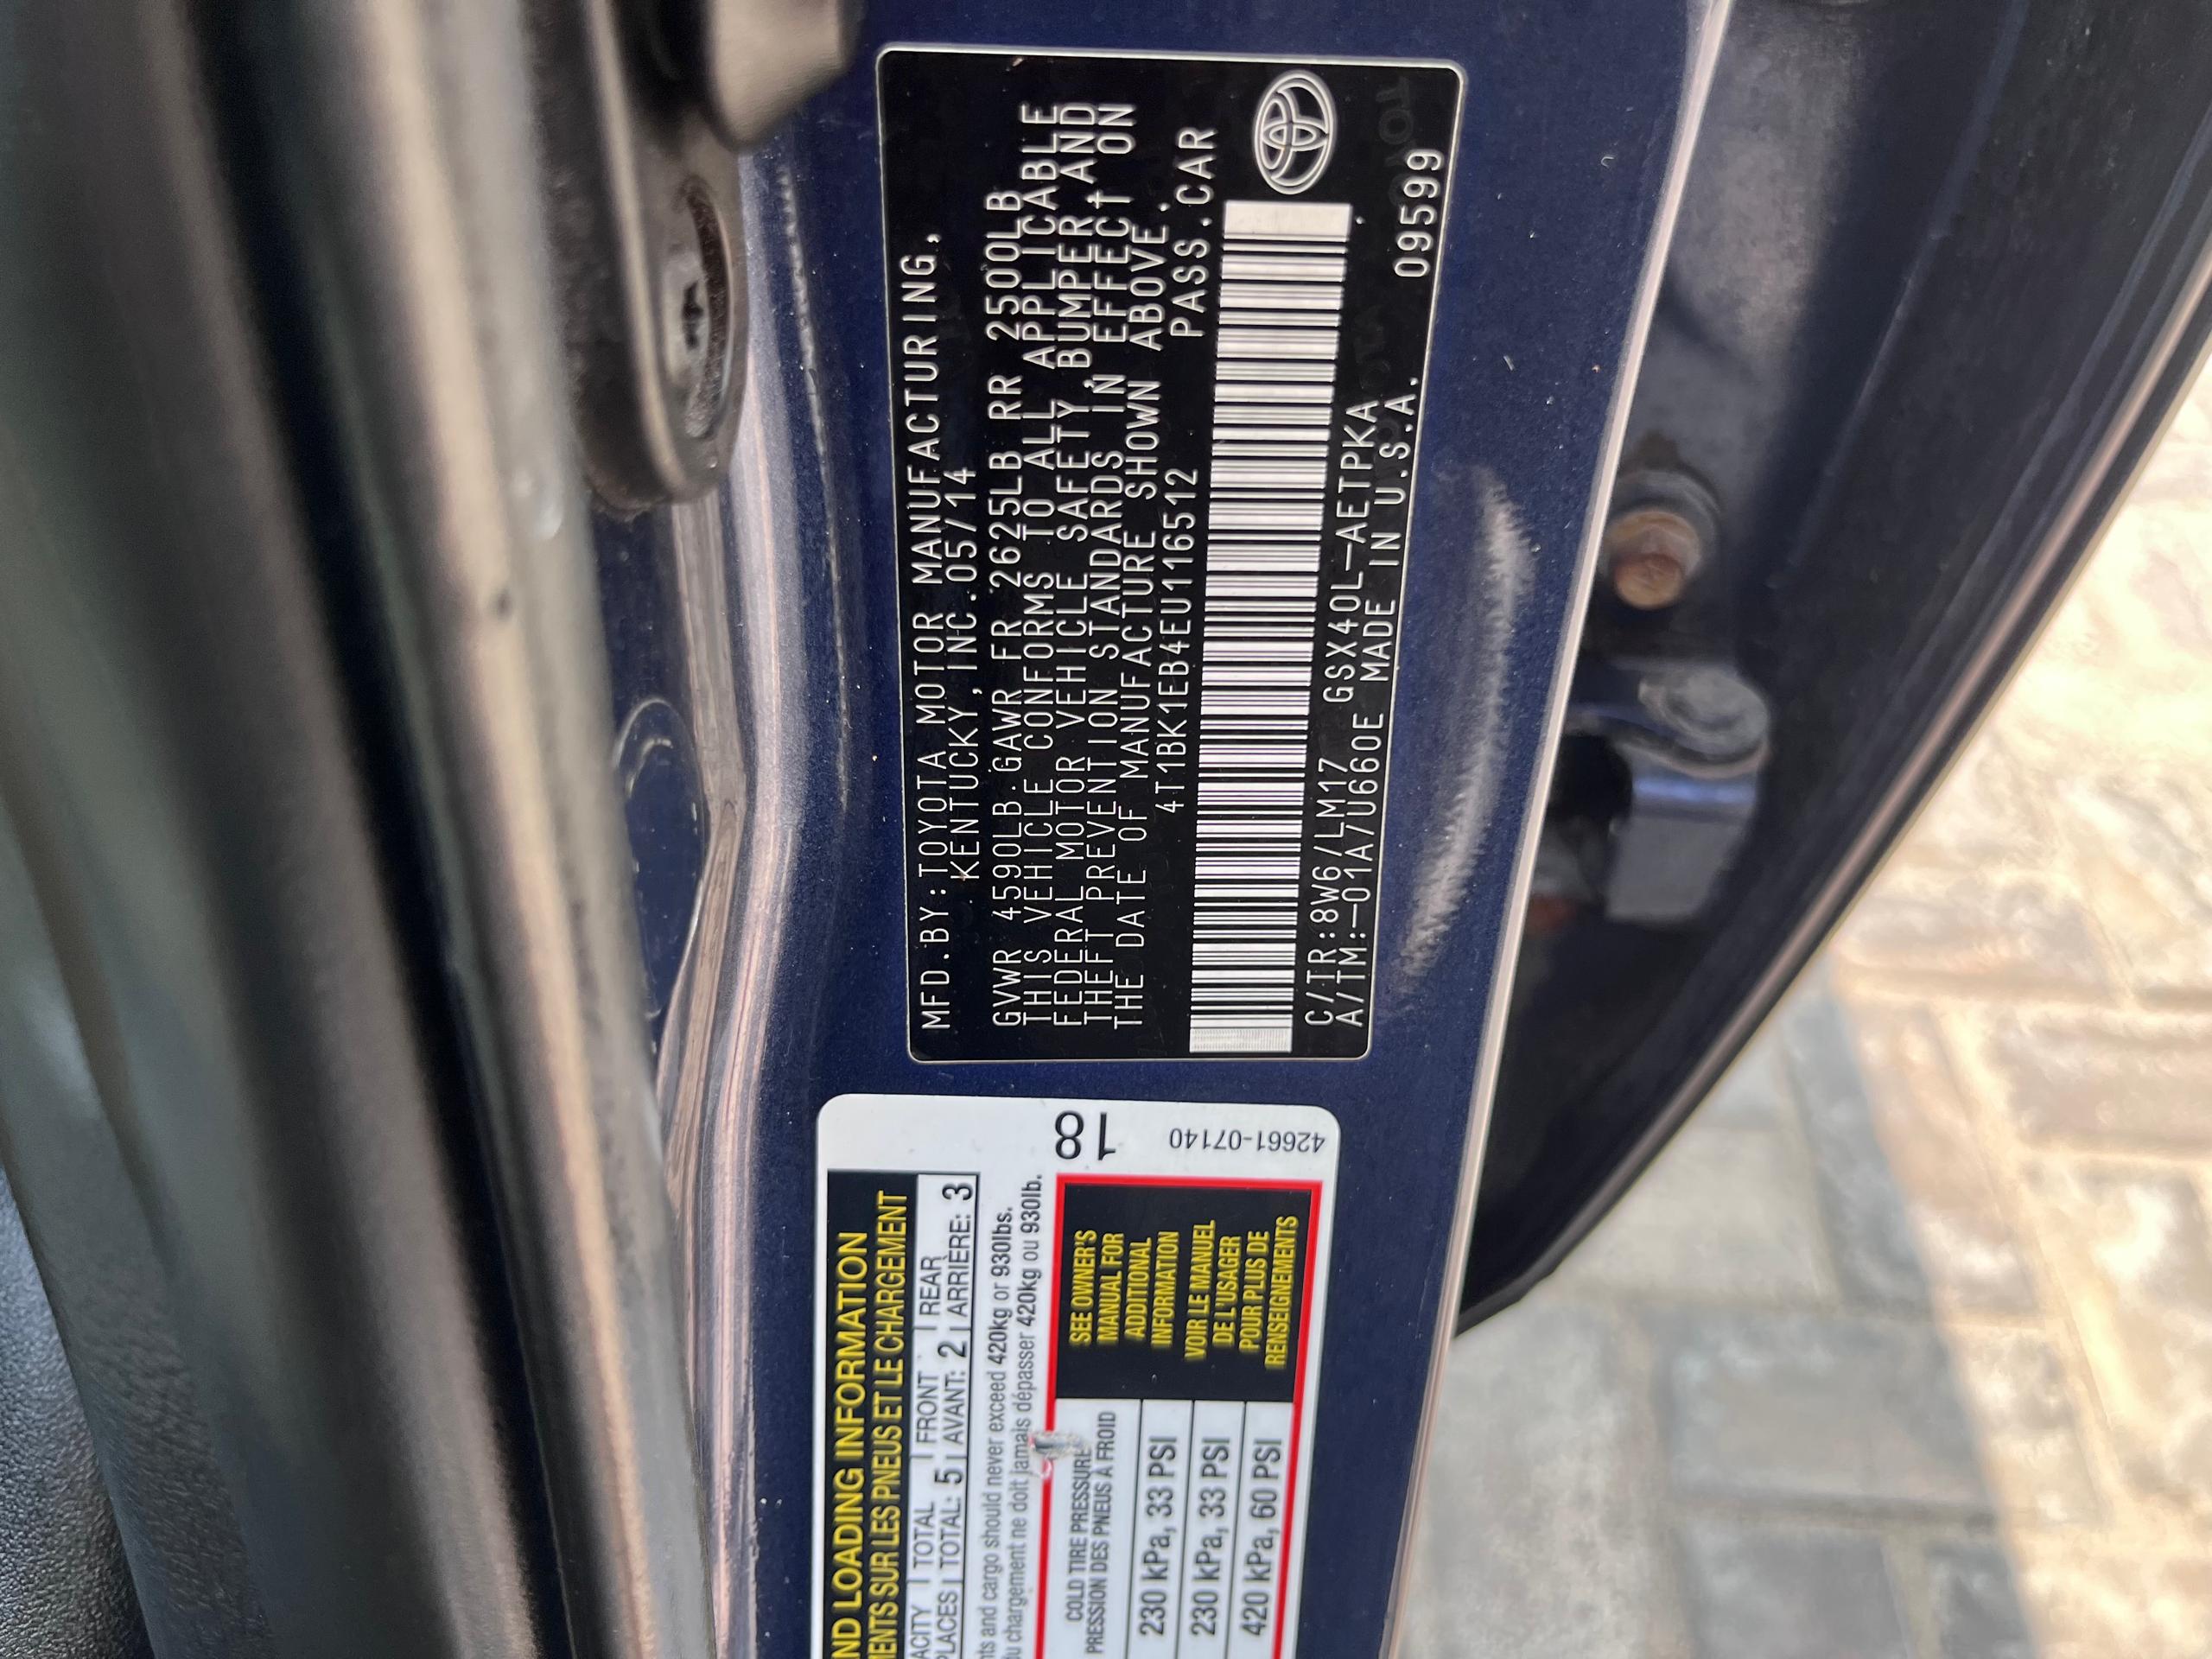 MFD.BY:TOYOTA MOTOR MANUFACTURING,
KENTUCKY,INC.05/14
GVWR 4590LB.GAWR FR 2625LB RR 2500LB
THIS VEHICLE CONFORMS TO ALL APPLICABLE
FEDERAL MOTOR VEHICLE SAFETY,BUMPER AND
THEFT PREVENTION STANDARDS IN EFFECT ON
THE DATE OF MANUFACTURE SHOWN ABOVE.
4T1BK1EB4EU116512 PASS.CAR
C/TR:8W6/LM17 GSX40L-AETPKA
A/TM:-01A/U660E MADE IN U.S.A. 09599
ND LOADING INFORMATION
MENTS SUR LES PNEUS ET LE CHARGEMENT
ACITY TOTAL FRONT REAR
PLACES TOTAL: 5 AVANT: 2 ARRIÈRE: 3
nts and cargo should never exceed 420kg or 930lbs.
du chargement ne doit jamais dépasser 420kg ou 930lb.
COLD TIRE PRESSURE
PRESSION DES PNEUS À FROID
230 kPa, 33 PSI
230 kPa, 33 PSI
420 kPa, 60 PSI
SEE OWNER'S
MANUAL FOR
ADDITIONAL
INFORMATION
VOIR LE MANUEL
DE L'USAGER
POUR PLUS DE
RENSEIGNEMENTS
18
42661-07140